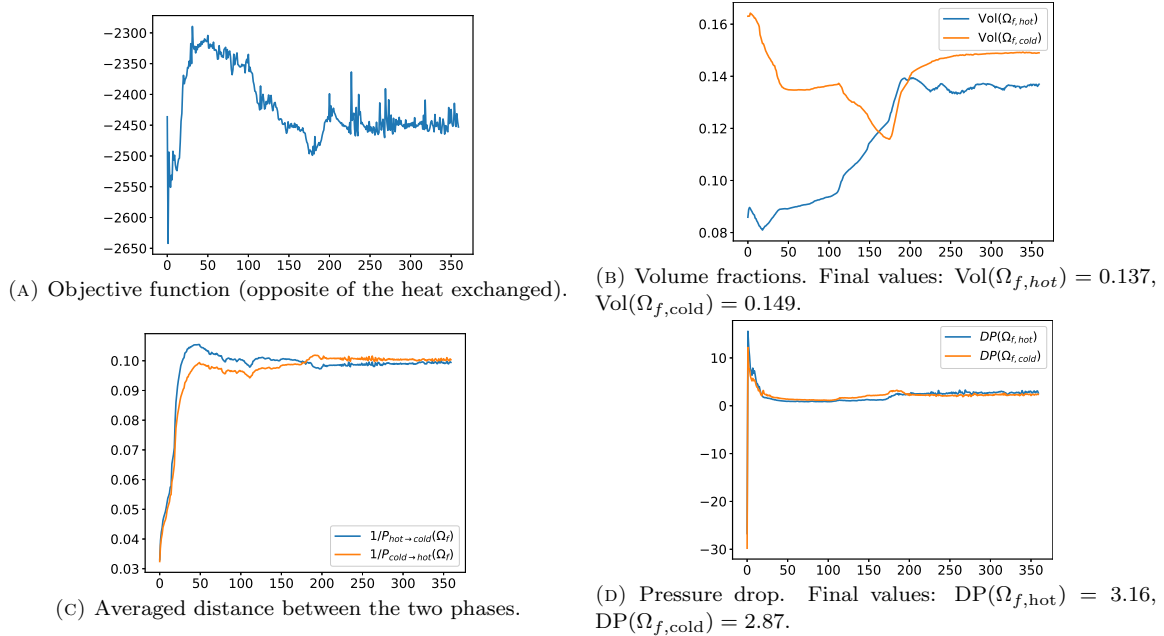 −2300
−2350
−2400
−2450
−2500
−2550
−2600
−2650
0 50 100 150 200 250 300 350
(A) Objective function (opposite of the heat exchanged).
0.16
0.14
0.12
0.10
0.08
Vol(Ω_{f,hot})
Vol(Ω_{f,cold})
0 50 100 150 200 250 300 350
(B) Volume fractions. Final values: Vol(Ω_{f,hot}) = 0.137,
Vol(Ω_{f,cold}) = 0.149.
0.10
0.09
0.08
0.07
0.06
0.05
0.04
0.03
1/P_{hot→cold}(Ω_f)
1/P_{cold→hot}(Ω_f)
0 50 100 150 200 250 300 350
(C) Averaged distance between the two phases.
10
0
−10
−20
−30
DP(Ω_{f,hot})
DP(Ω_{f,cold})
0 50 100 150 200 250 300 350
(D) Pressure drop. Final values: DP(Ω_{f,hot}) = 3.16,
DP(Ω_{f,cold}) = 2.87.